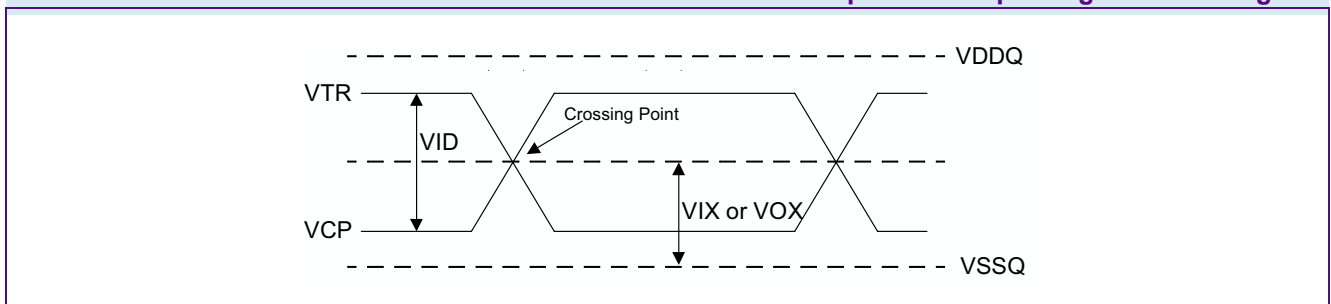 VDDQ
VTR
Crossing Point
VID
VIX or VOX
VCP
VSSQ